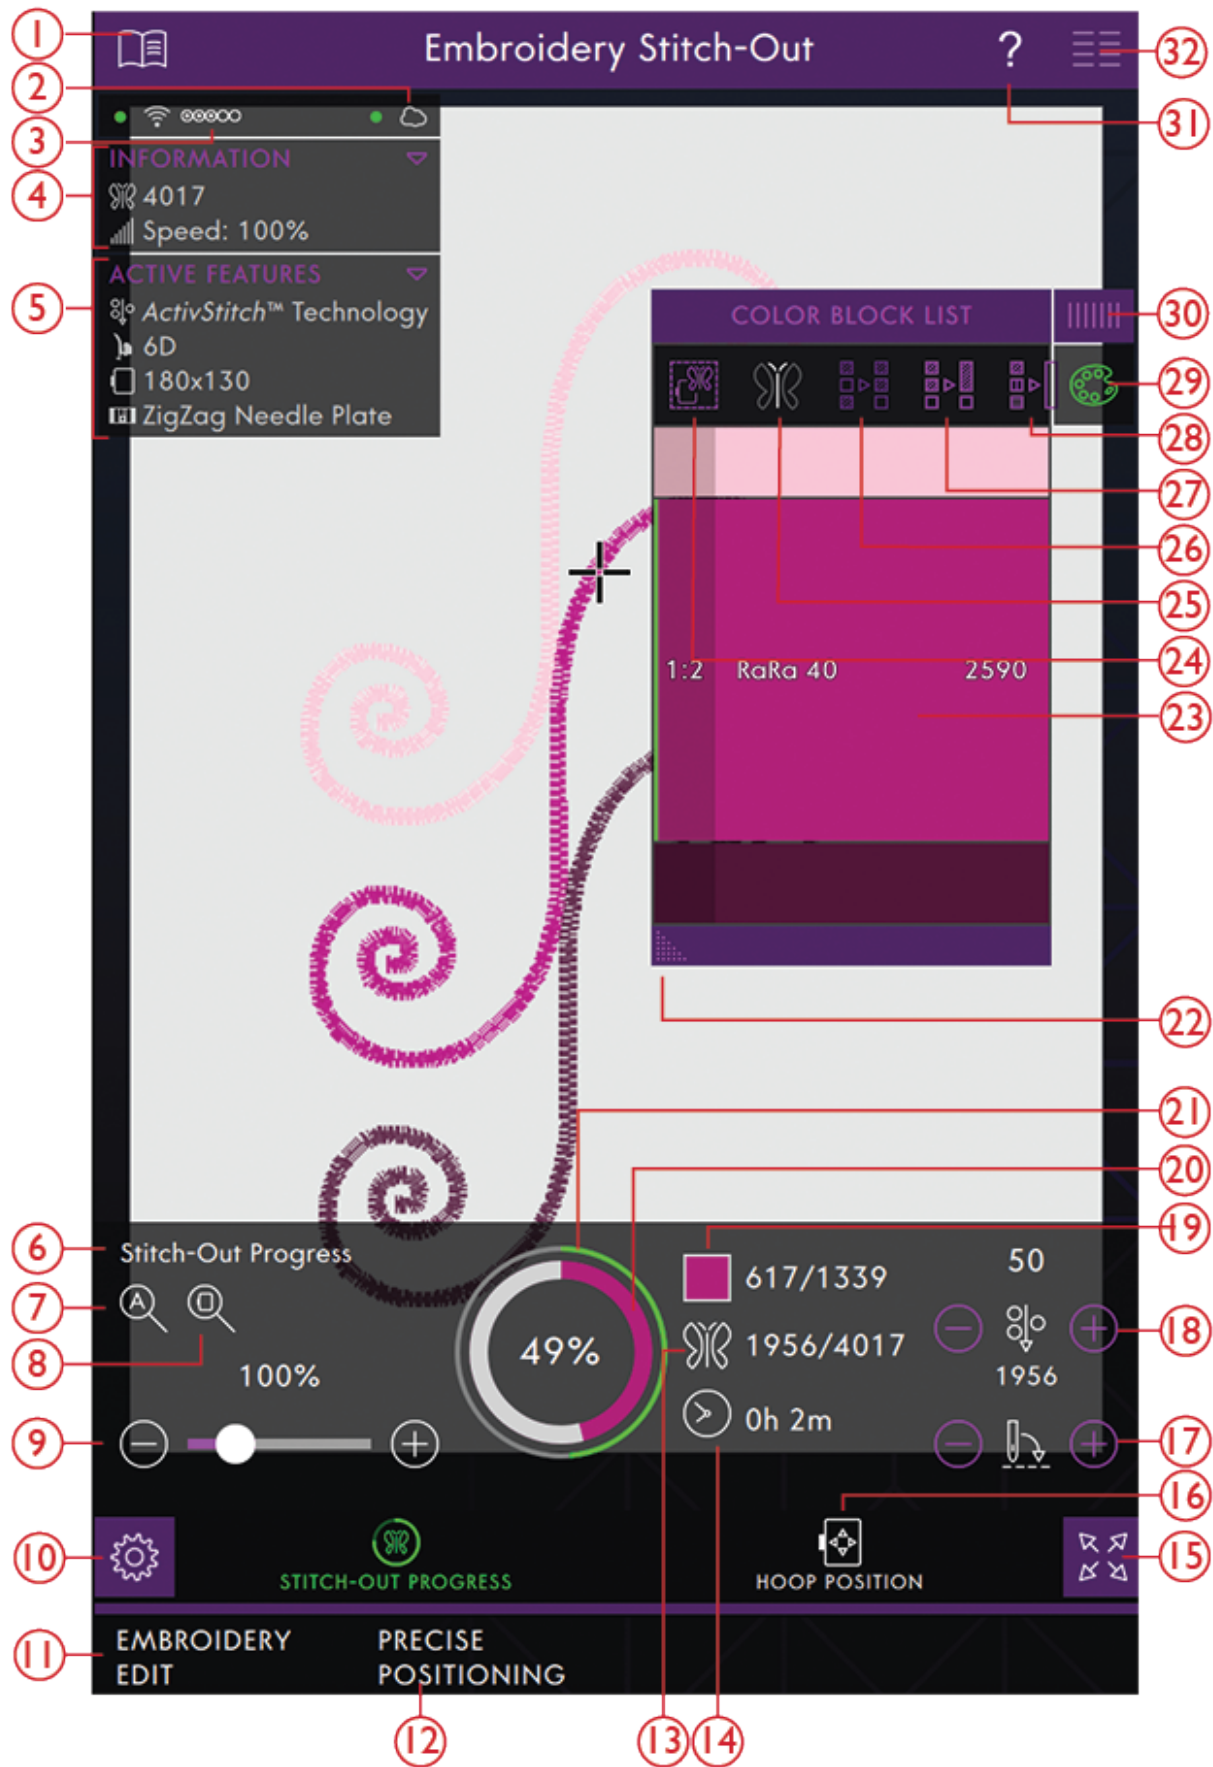 1
Embroidery Stitch-Out
?
32
2
31
3
INFORMATION
4
4017
Speed: 100%
ACTIVE FEATURES
5
ActivStitch™ Technology
6D
180x130
ZigZag Needle Plate
COLOR BLOCK LIST
30
29
28
27
26
25
24
1:2 RaRa 40 2590
23
22
21
20
19
6
Stitch-Out Progress
50
617/1339
7
A
18
8
49%
1956/4017
100%
1956
9
0h 2m
17
16
10
STITCH-OUT PROGRESS
HOOP POSITION
15
11
EMBROIDERY
EDIT
PRECISE
POSITIONING
12
13
14